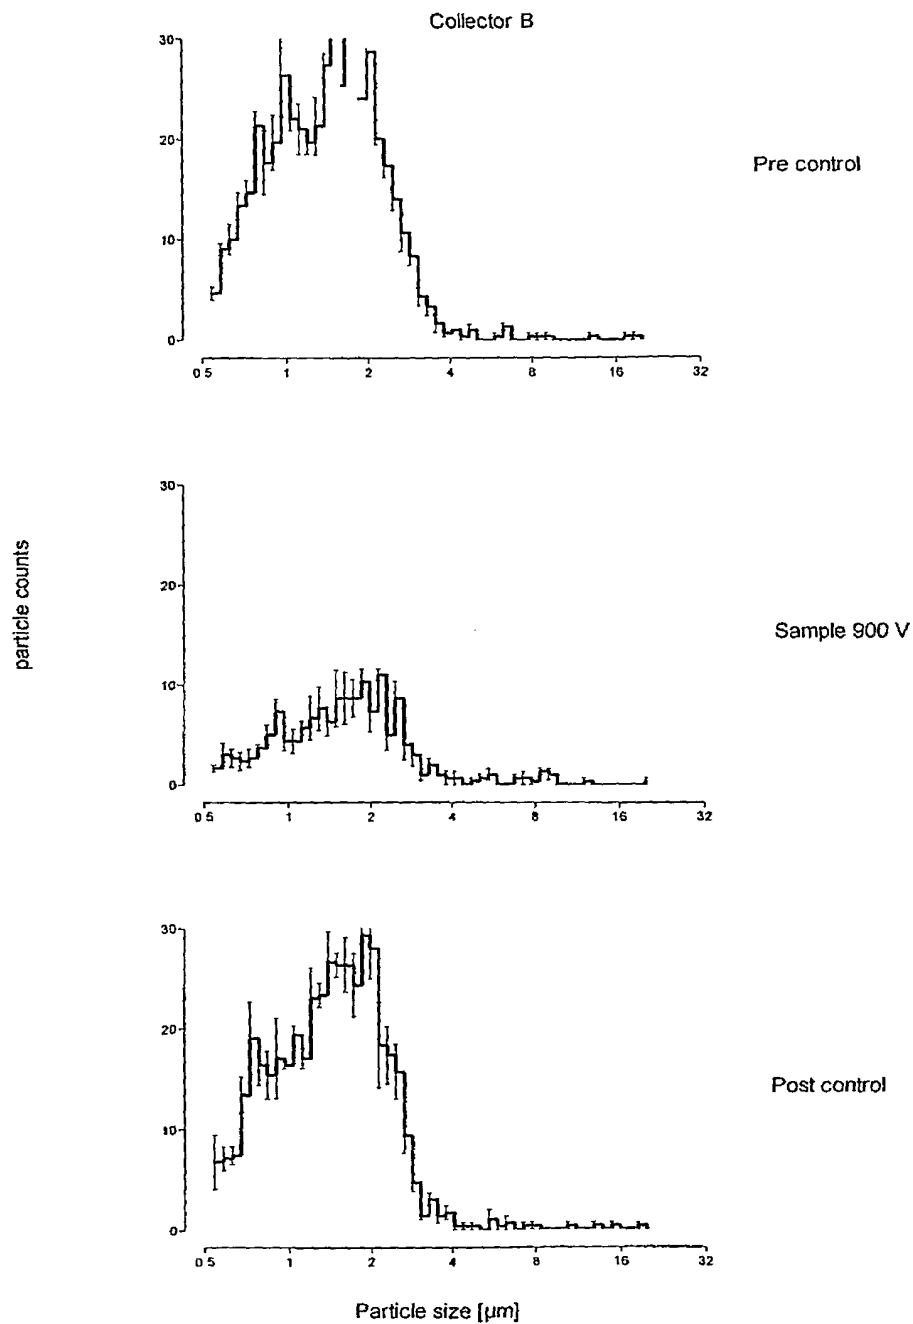 Collector B
30
20
10
0
0.5 1 2 4 8 16 32
Pre control
particle counts
30
20
10
0
0.5 1 2 4 8 16 32
Sample 900 V
30
20
10
0
0.5 1 2 4 8 16 32
Post control
Particle size [µm]